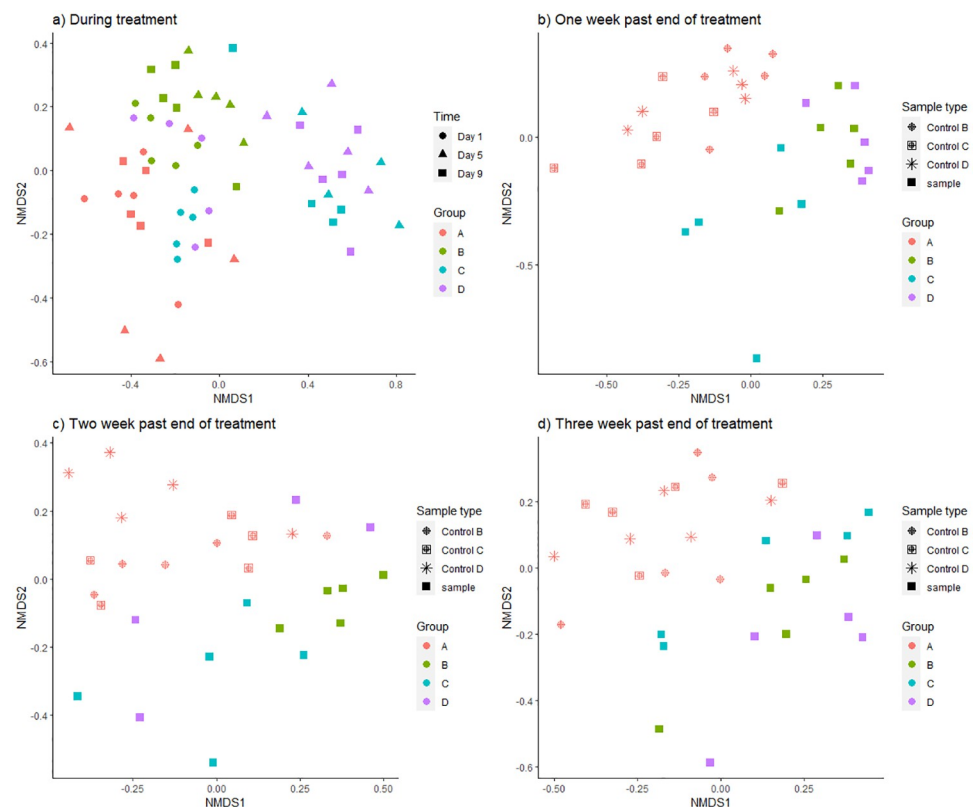 a) During treatment
0.4
0.2
0.0
-0.2
-0.4
-0.6
NMDS2
-0.4
0.0
0.4
0.8
NMDS1
Time
Day 1
Day 5
Day 9
Group
A
B
C
D
b) One week past end of treatment
0.0
-0.5
NMDS2
-0.50
-0.25
0.00
0.25
NMDS1
Sample type
Control B
Control C
Control D
sample
Group
A
B
C
D
c) Two week past end of treatment
0.4
0.2
0.0
-0.2
-0.4
NMDS2
-0.25
0.00
0.25
0.50
NMDS1
Sample type
Control B
Control C
Control D
sample
Group
A
B
C
D
d) Three week past end of treatment
0.2
0.0
-0.2
-0.4
-0.6
NMDS2
-0.50
-0.25
0.00
0.25
0.50
NMDS1
Sample type
Control B
Control C
Control D
sample
Group
A
B
C
D